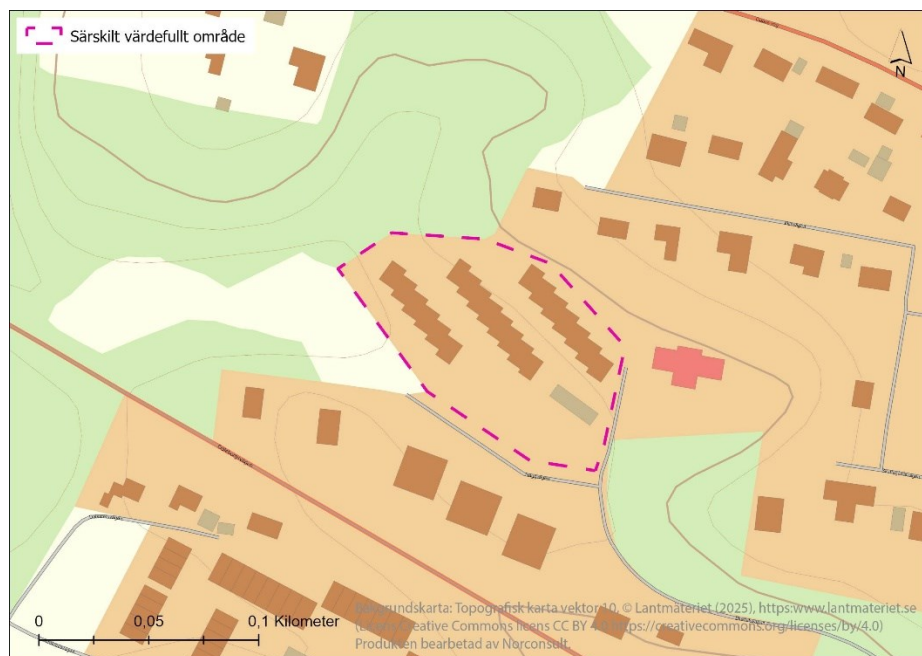 Särskilt värdefullt område
N
0
0,05
0,1 Kilometer
Bakgrundskarta: Topografisk karta vektor 10, © Lantmäteriet (2025), https:www.lantmateriet.se
Creative Commons licens CC BY 4.0 https://creativecommons.org/licenses/by/4.0)
Produkten bearbetad av Norconsult.